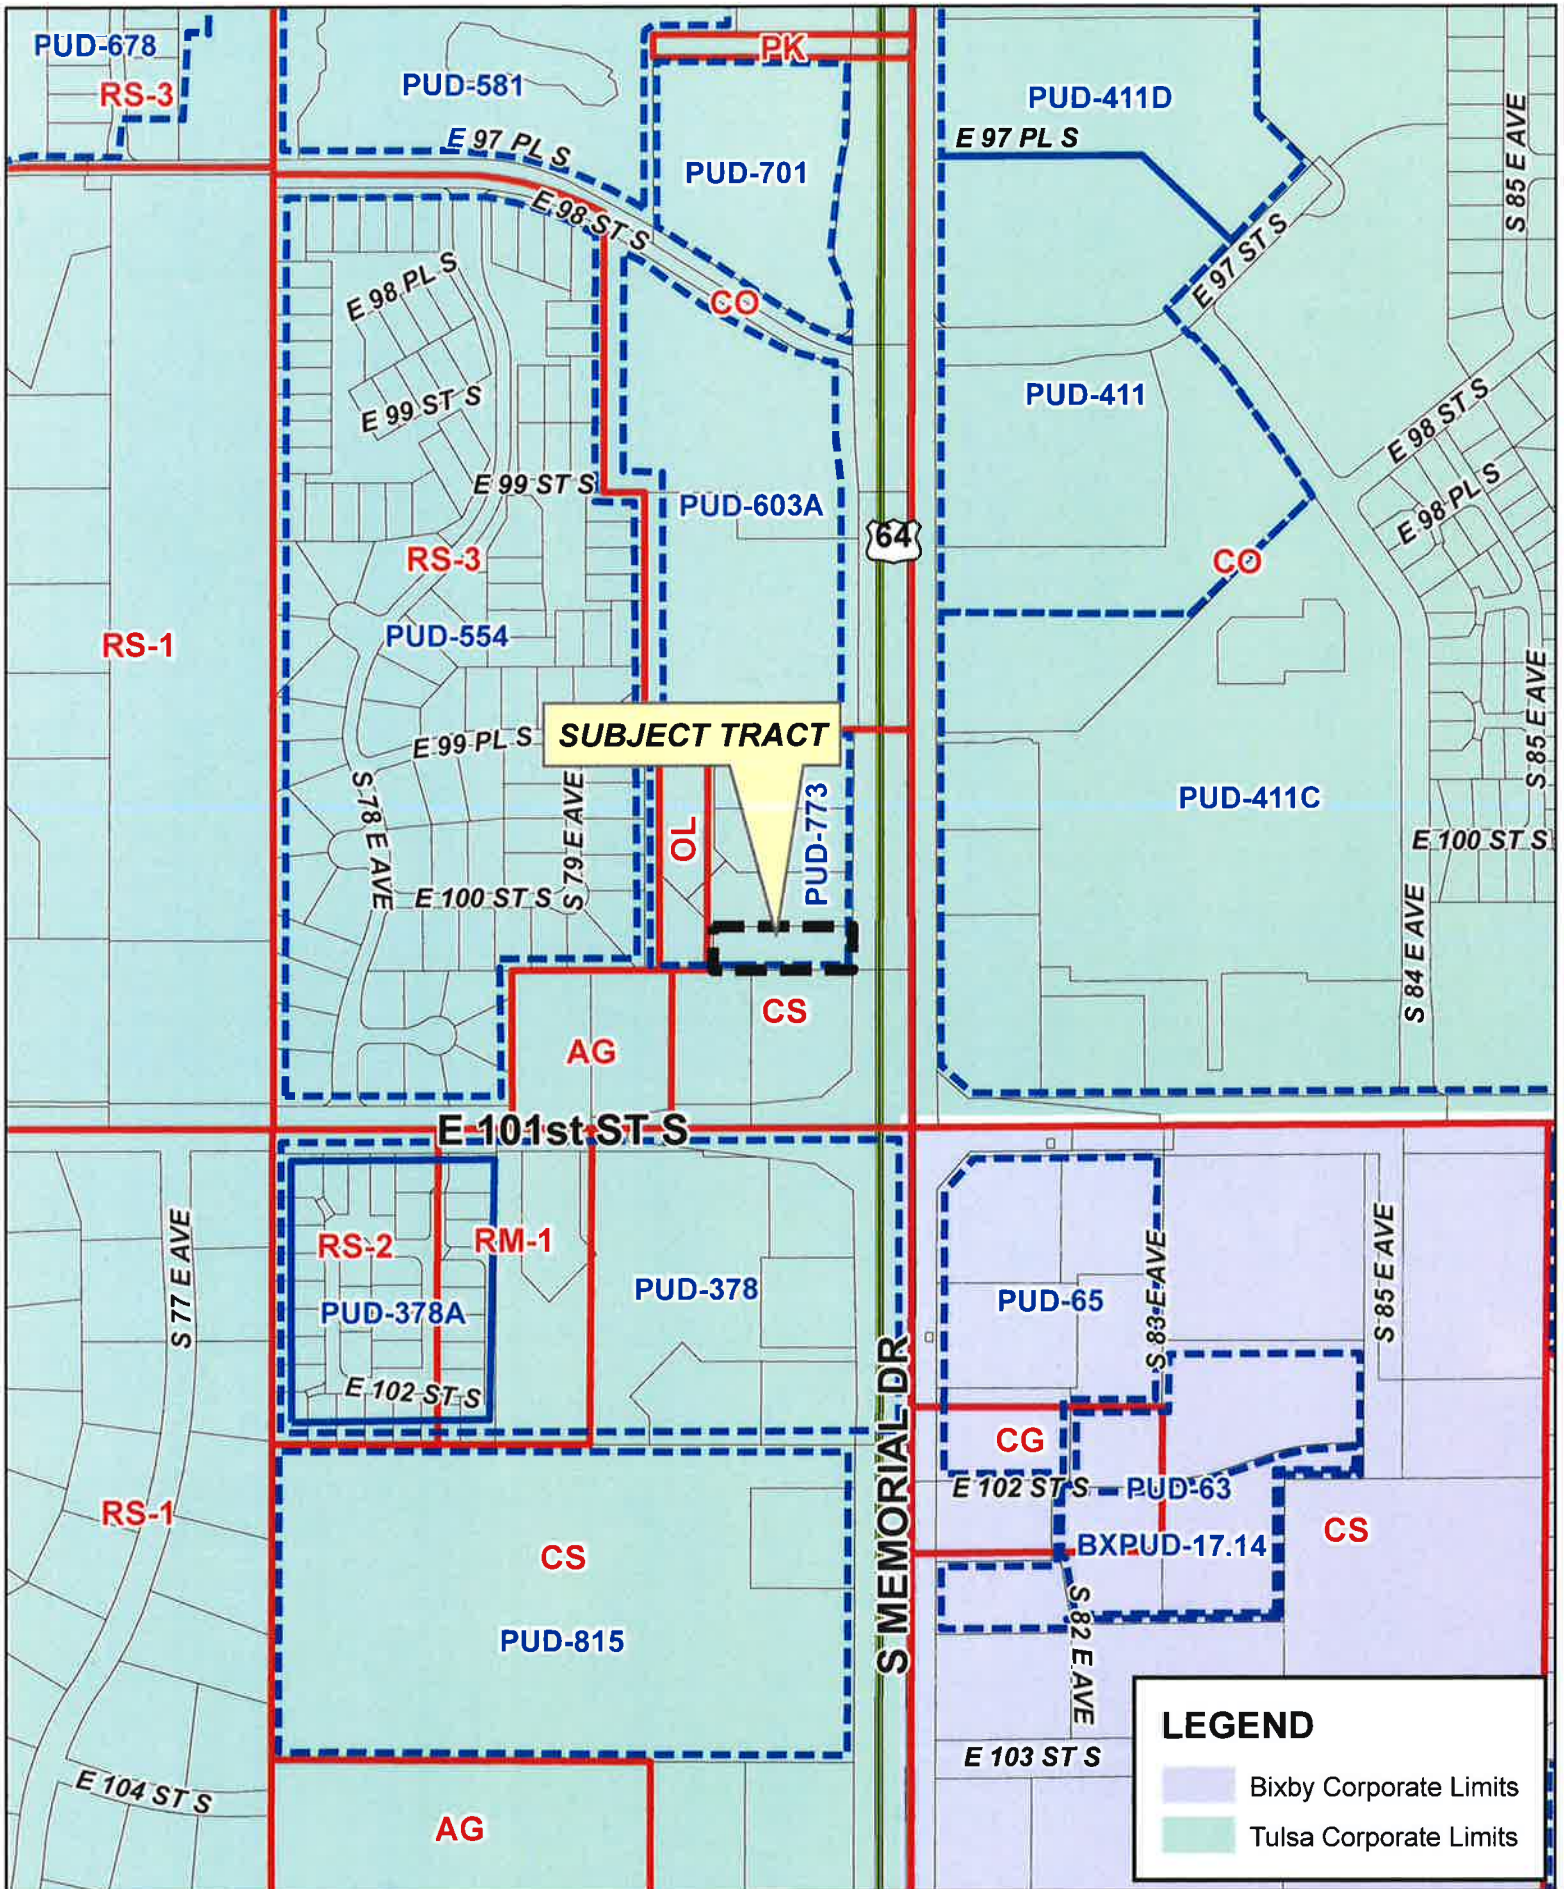 PUD-678
RS-3
PUD-581
PK
PUD-411D
E 97 PL S
E 97 PL S
PUD-701
S 85 E AVE
E 98 ST S
E 97 ST S
E 98 PL S
CO
E 99 ST S
PUD-411
E 98 ST S
E 99 ST S
PUD-603A
E 98 PL S
64
RS-3
CO
PUD-554
RS-1
S 85 E AVE
E 99 PL S
SUBJECT TRACT
S 78 E AVE
S 79 E AVE
OL
PUD-773
PUD-411C
E 100 ST S
E 100 ST S
S 84 E AVE
CS
AG
E 101st ST S
S 77 E AVE
RS-2
RM-1
PUD-378
PUD-378A
E 102 ST S
S MEMORIAL DR
PUD-65
S 83 E AVE
S 85 E AVE
CG
E 102 ST S
PUD-63
RS-1
CS
BXPUD-17.14
CS
PUD-815
S 82 E AVE
E 103 ST S
E 104 ST S
AG
LEGEND
Bixby Corporate Limits
Tulsa Corporate Limits